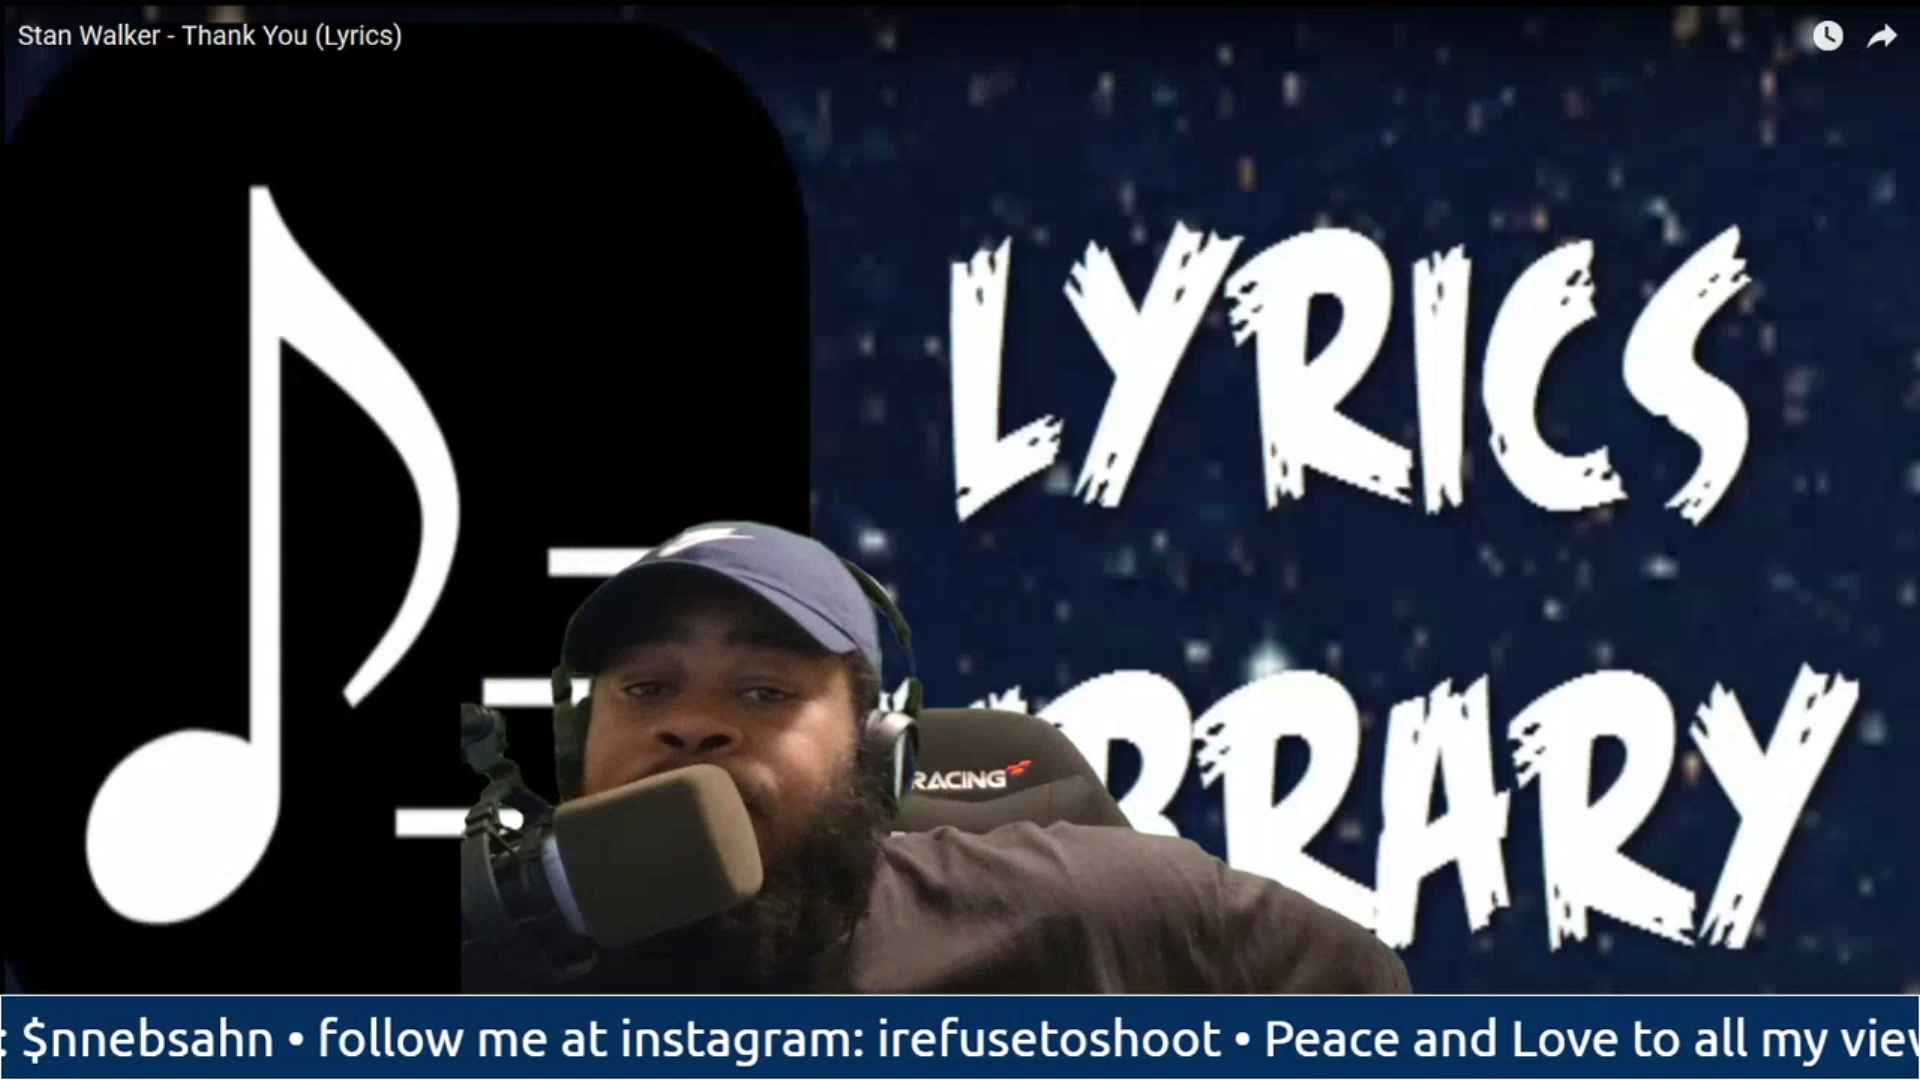 Stan Walker - Thank You (Lyrics)
LYRICS
BRARY
RACING
: $nnebsahn • follow me at instagram: irefusetoshoot • Peace and Love to all my view